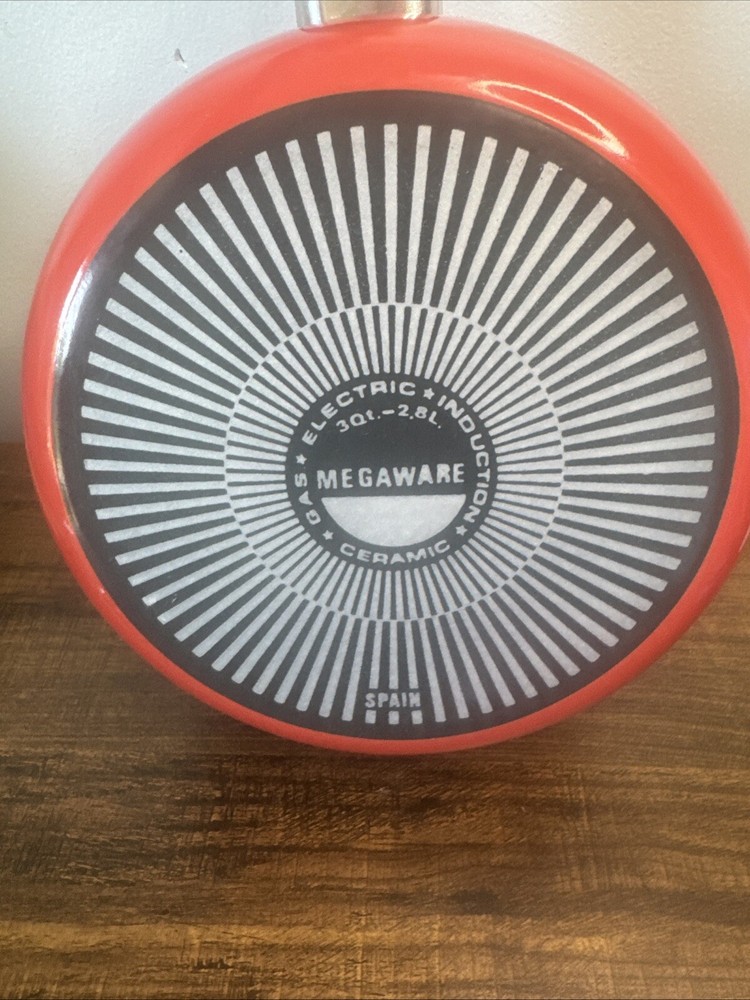 GAS ★ ELECTRIC ★ INDUCTION ★ CERAMIC ★
3Qt.-2,8L.
MEGAWARE
SPAIN